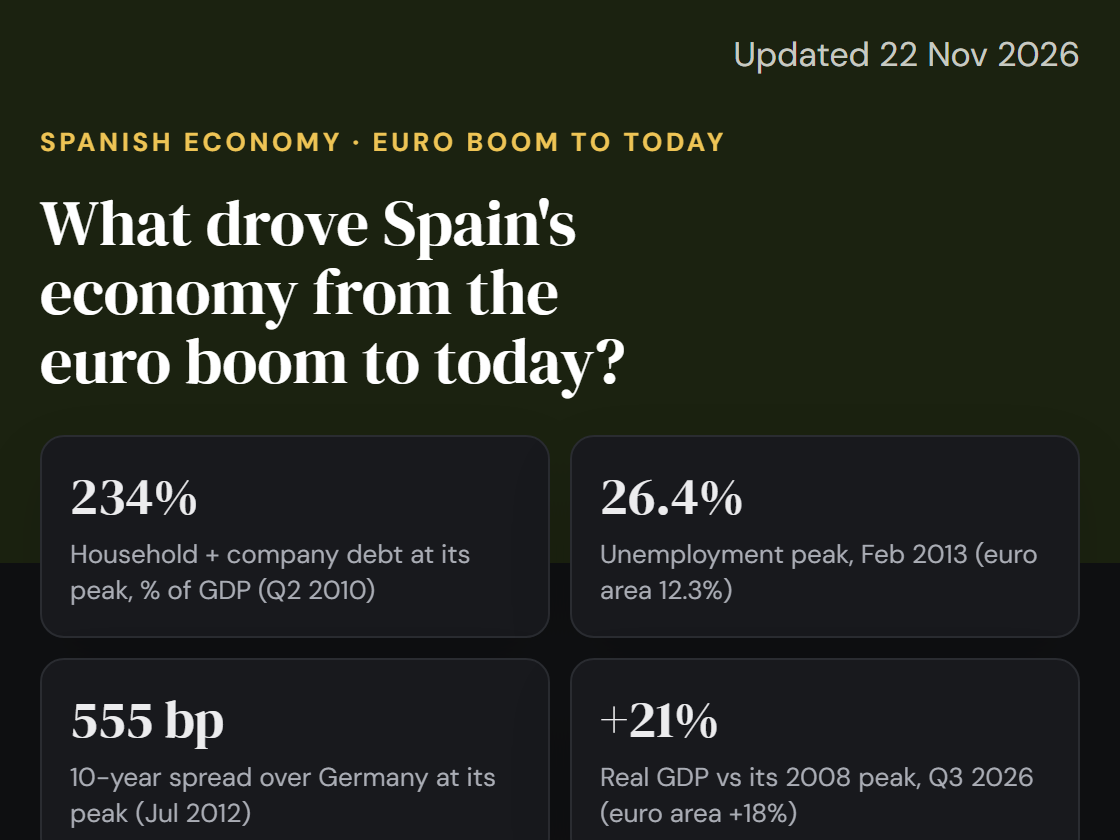 Updated 22 Nov 2026
SPANISH ECONOMY · EURO BOOM TO TODAY
What drove Spain's
economy from the
euro boom to today?
234%
Household + company debt at its
peak, % of GDP (Q2 2010)
26.4%
Unemployment peak, Feb 2013 (euro
area 12.3%)
555 bp
10-year spread over Germany at its
peak (Jul 2012)
+21%
Real GDP vs its 2008 peak, Q3 2026
(euro area +18%)